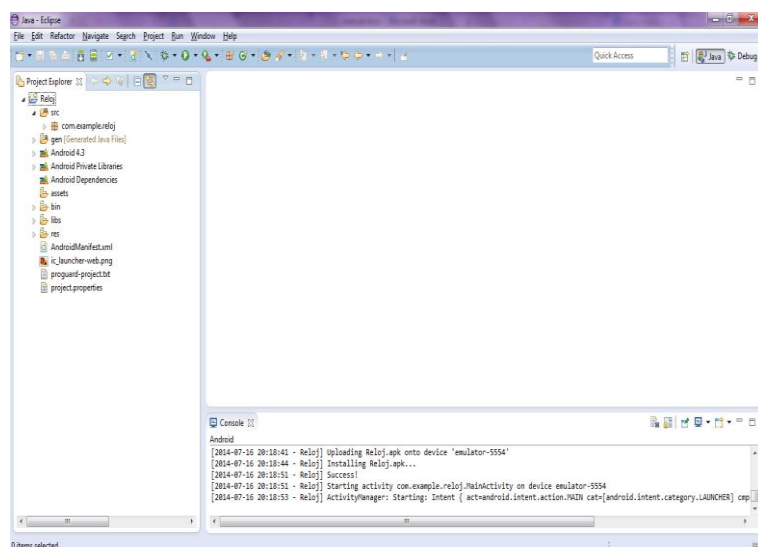 Java - Eclipse
File Edit Refactor Navigate Search Project Run Window Help
Quick Access
Java
Debug
Project Explorer
Reloj
src
com.example.reloj
gen [Generated Java Files]
Android 4.3
Android Private Libraries
Android Dependencies
assets
bin
libs
res
AndroidManifest.xml
ic_launcher-web.png
proguard-project.txt
project.properties
Console
Android
[2014-07-16 20:18:41 - Reloj] Uploading Reloj.apk onto device 'emulator-5554'
[2014-07-16 20:18:44 - Reloj] Installing Reloj.apk...
[2014-07-16 20:18:51 - Reloj] Success!
[2014-07-16 20:18:51 - Reloj] Starting activity com.example.reloj.MainActivity on device emulator-5554
[2014-07-16 20:18:53 - Reloj] ActivityManager: Starting: Intent { act=android.intent.action.MAIN cat=[android.intent.category.LAUNCHER] cmp
0 items selected